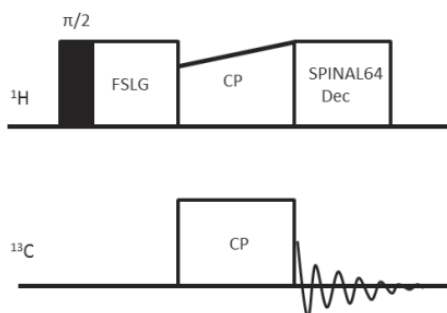 π/2
FSLG
CP
SPINAL64
Dec
¹H
CP
¹³C